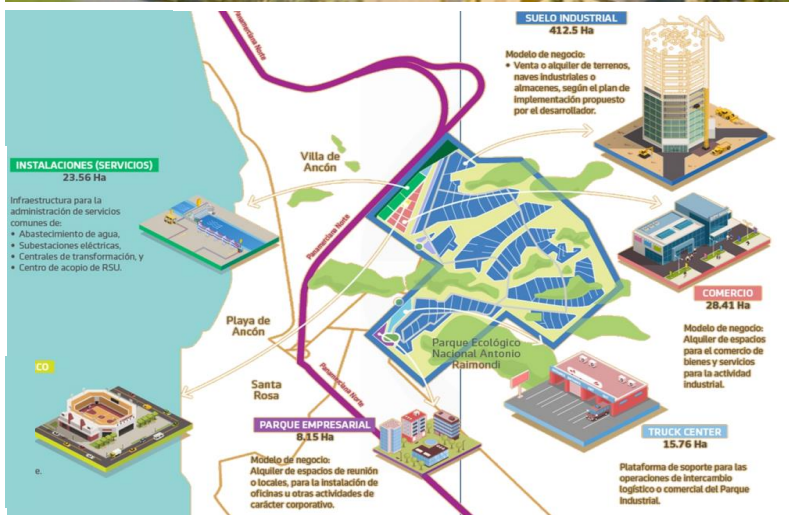 SUELO INDUSTRIAL
412.5 Ha
Modelo de negocio:
• Venta o alquiler de terrenos,
naves industriales o
almacenes, según el plan de
implementación propuesto
por el desarrollador.
Panamericana Norte
Villa de
Ancón
INSTALACIONES (SERVICIOS)
23.56 Ha
Infraestructura para la
administración de servicios
comunes de:
• Abastecimiento de agua,
• Subestaciones eléctricas,
• Centrales de transformación, y
• Centro de acopio de RSU.
Panamericana Norte
COMERCIO
28.41 Ha
Modelo de negocio:
Alquiler de espacios
para el comercio de
bienes y servicios
para la actividad
industrial.
Playa de
Ancón
Parque Ecológico
Nacional Antonio
Raimondi
CO
Panamericana Norte
Santa
Rosa
PARQUE EMPRESARIAL
8.15 Ha
Modelo de negocio:
Alquiler de espacios de reunión
o locales, para la instalación de
oficinas u otras actividades de
carácter corporativo.
TRUCK CENTER
15.76 Ha
Plataforma de soporte para las
operaciones de intercambio
logístico o comercial del Parque
Industrial.
e.